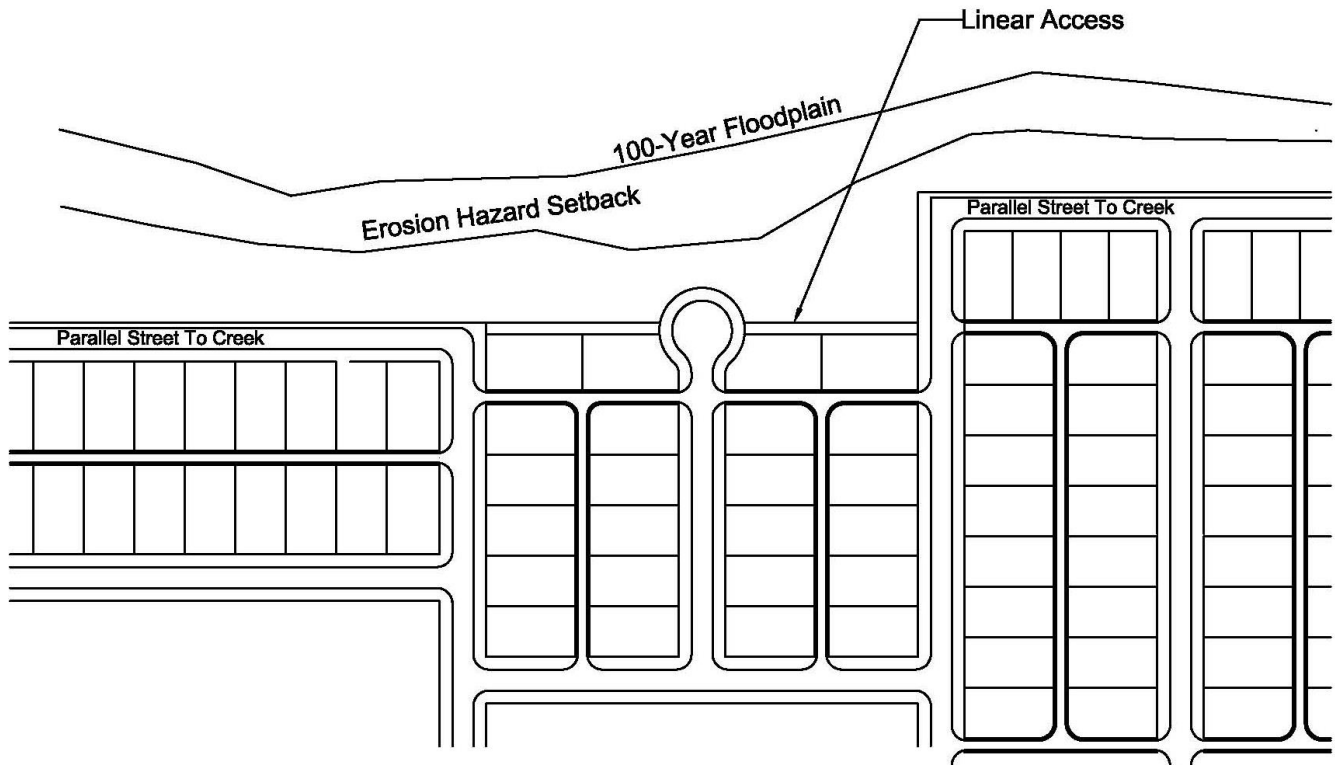 Linear Access
100-Year Floodplain
Erosion Hazard Setback
Parallel Street To Creek
Parallel Street To Creek